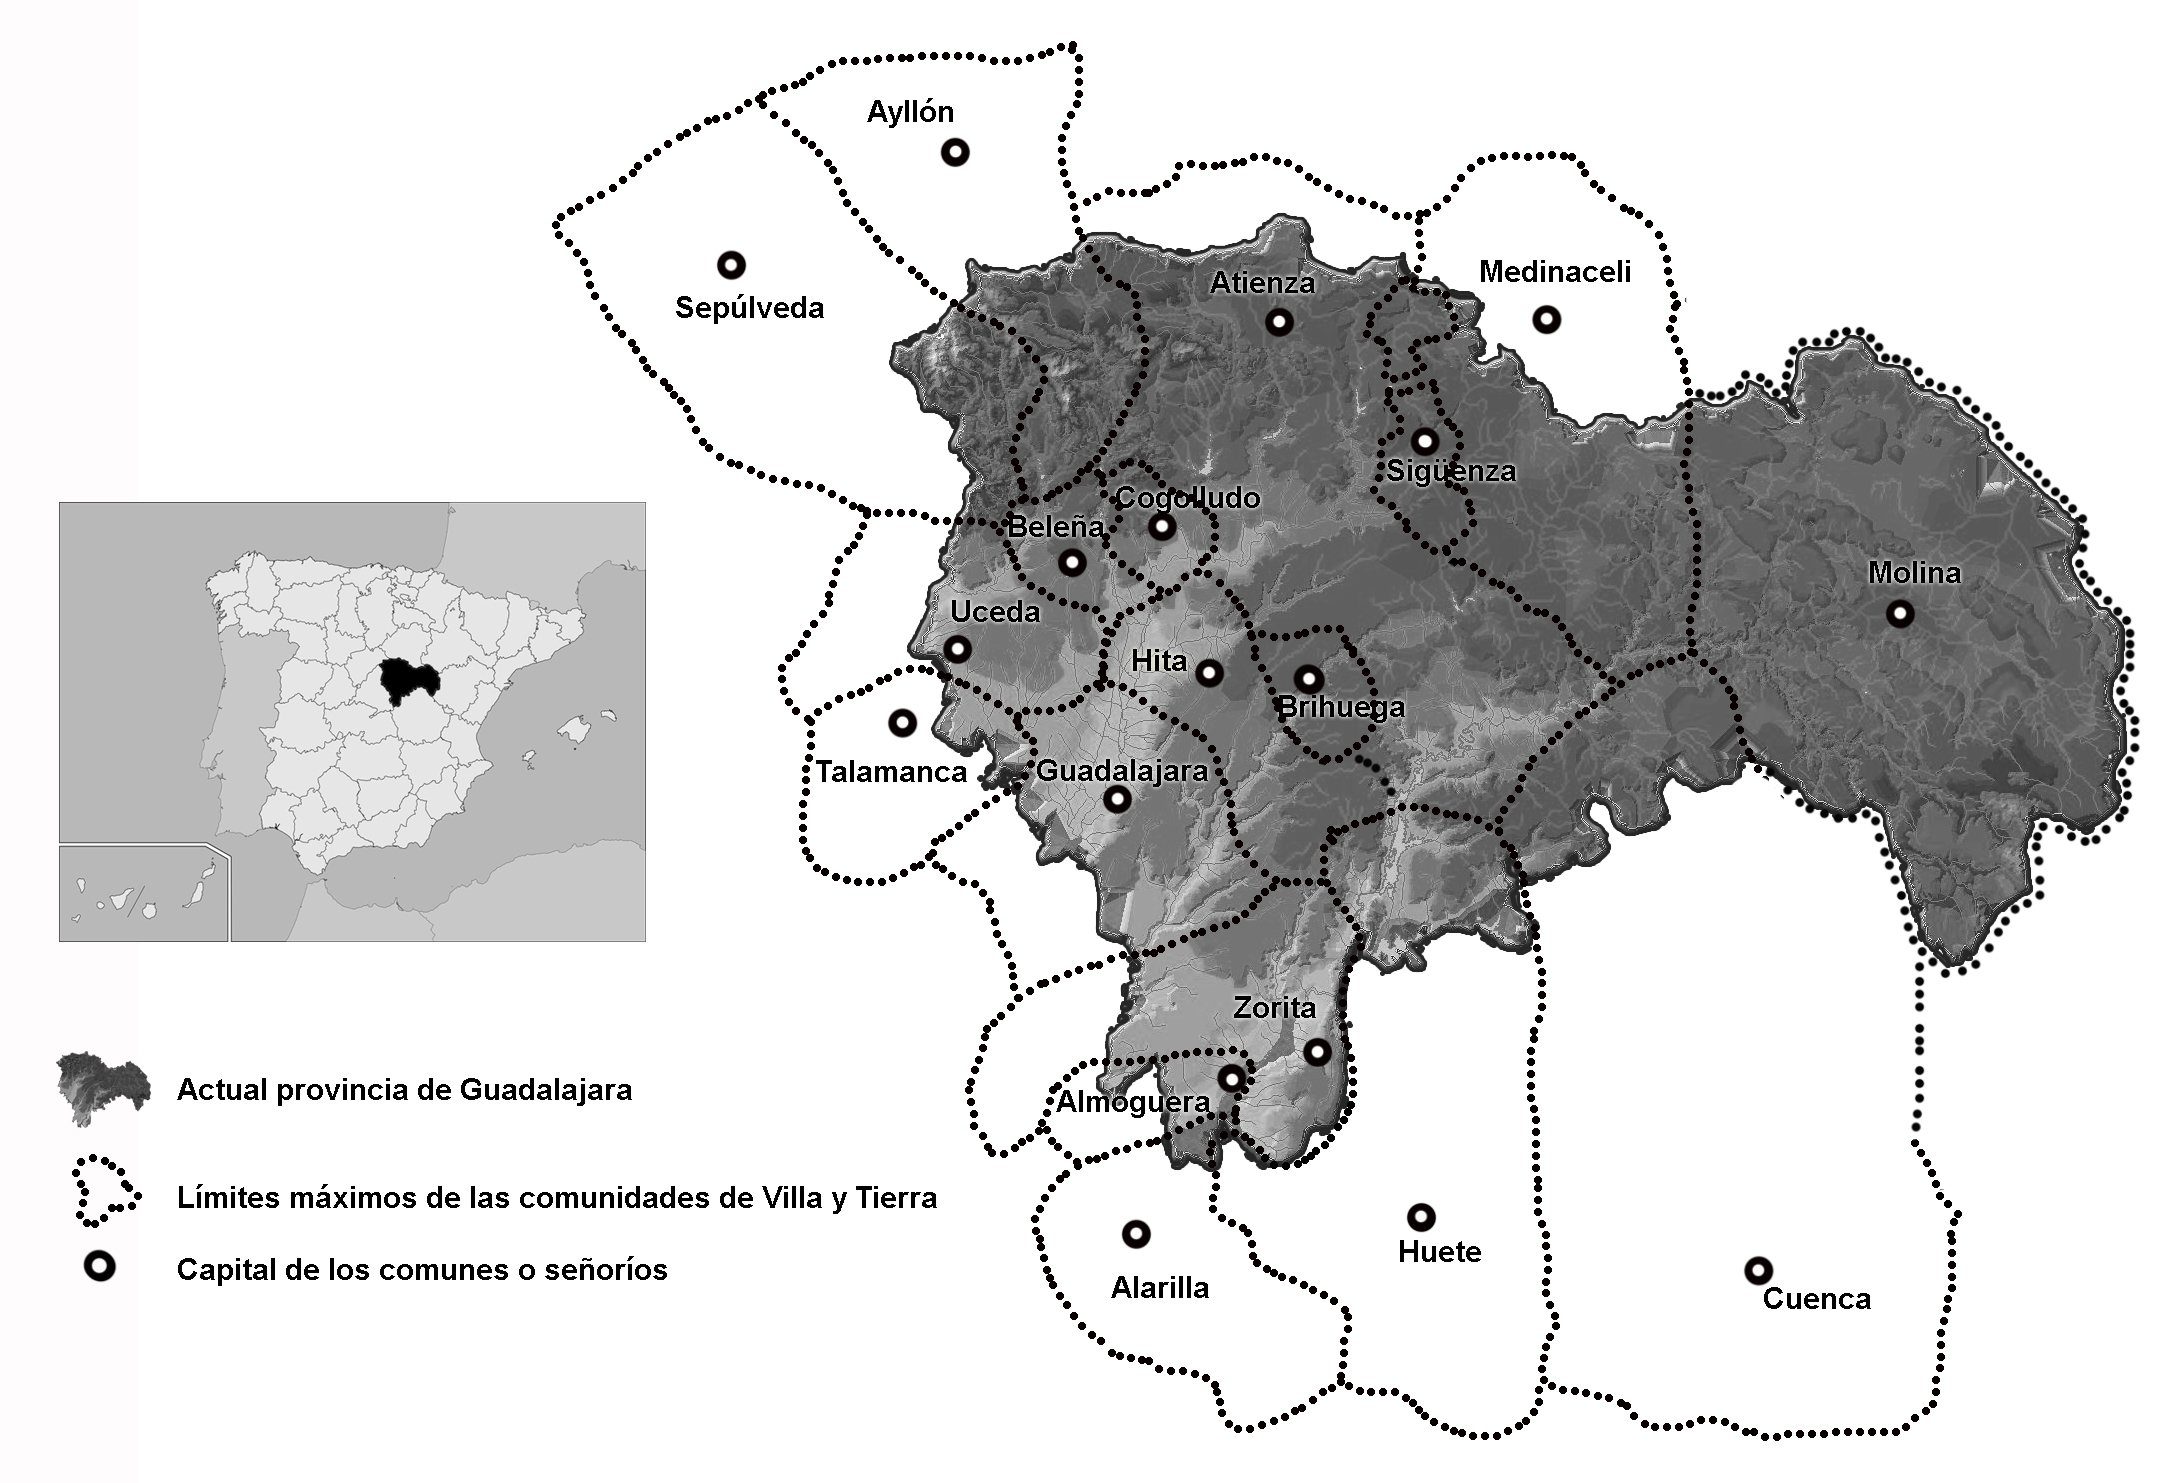 Ayllón
Medinaceli
Atienza
Sepúlveda
Sigüenza
Cogolludo
Beleña
Molina
Uceda
Hita
Brihuega
Talamanca
Guadalajara
Zorita
Almoguera
Huete
Alarilla
Cuenca
Actual provincia de Guadalajara
Límites máximos de las comunidades de Villa y Tierra
Capital de los comunes o señoríos